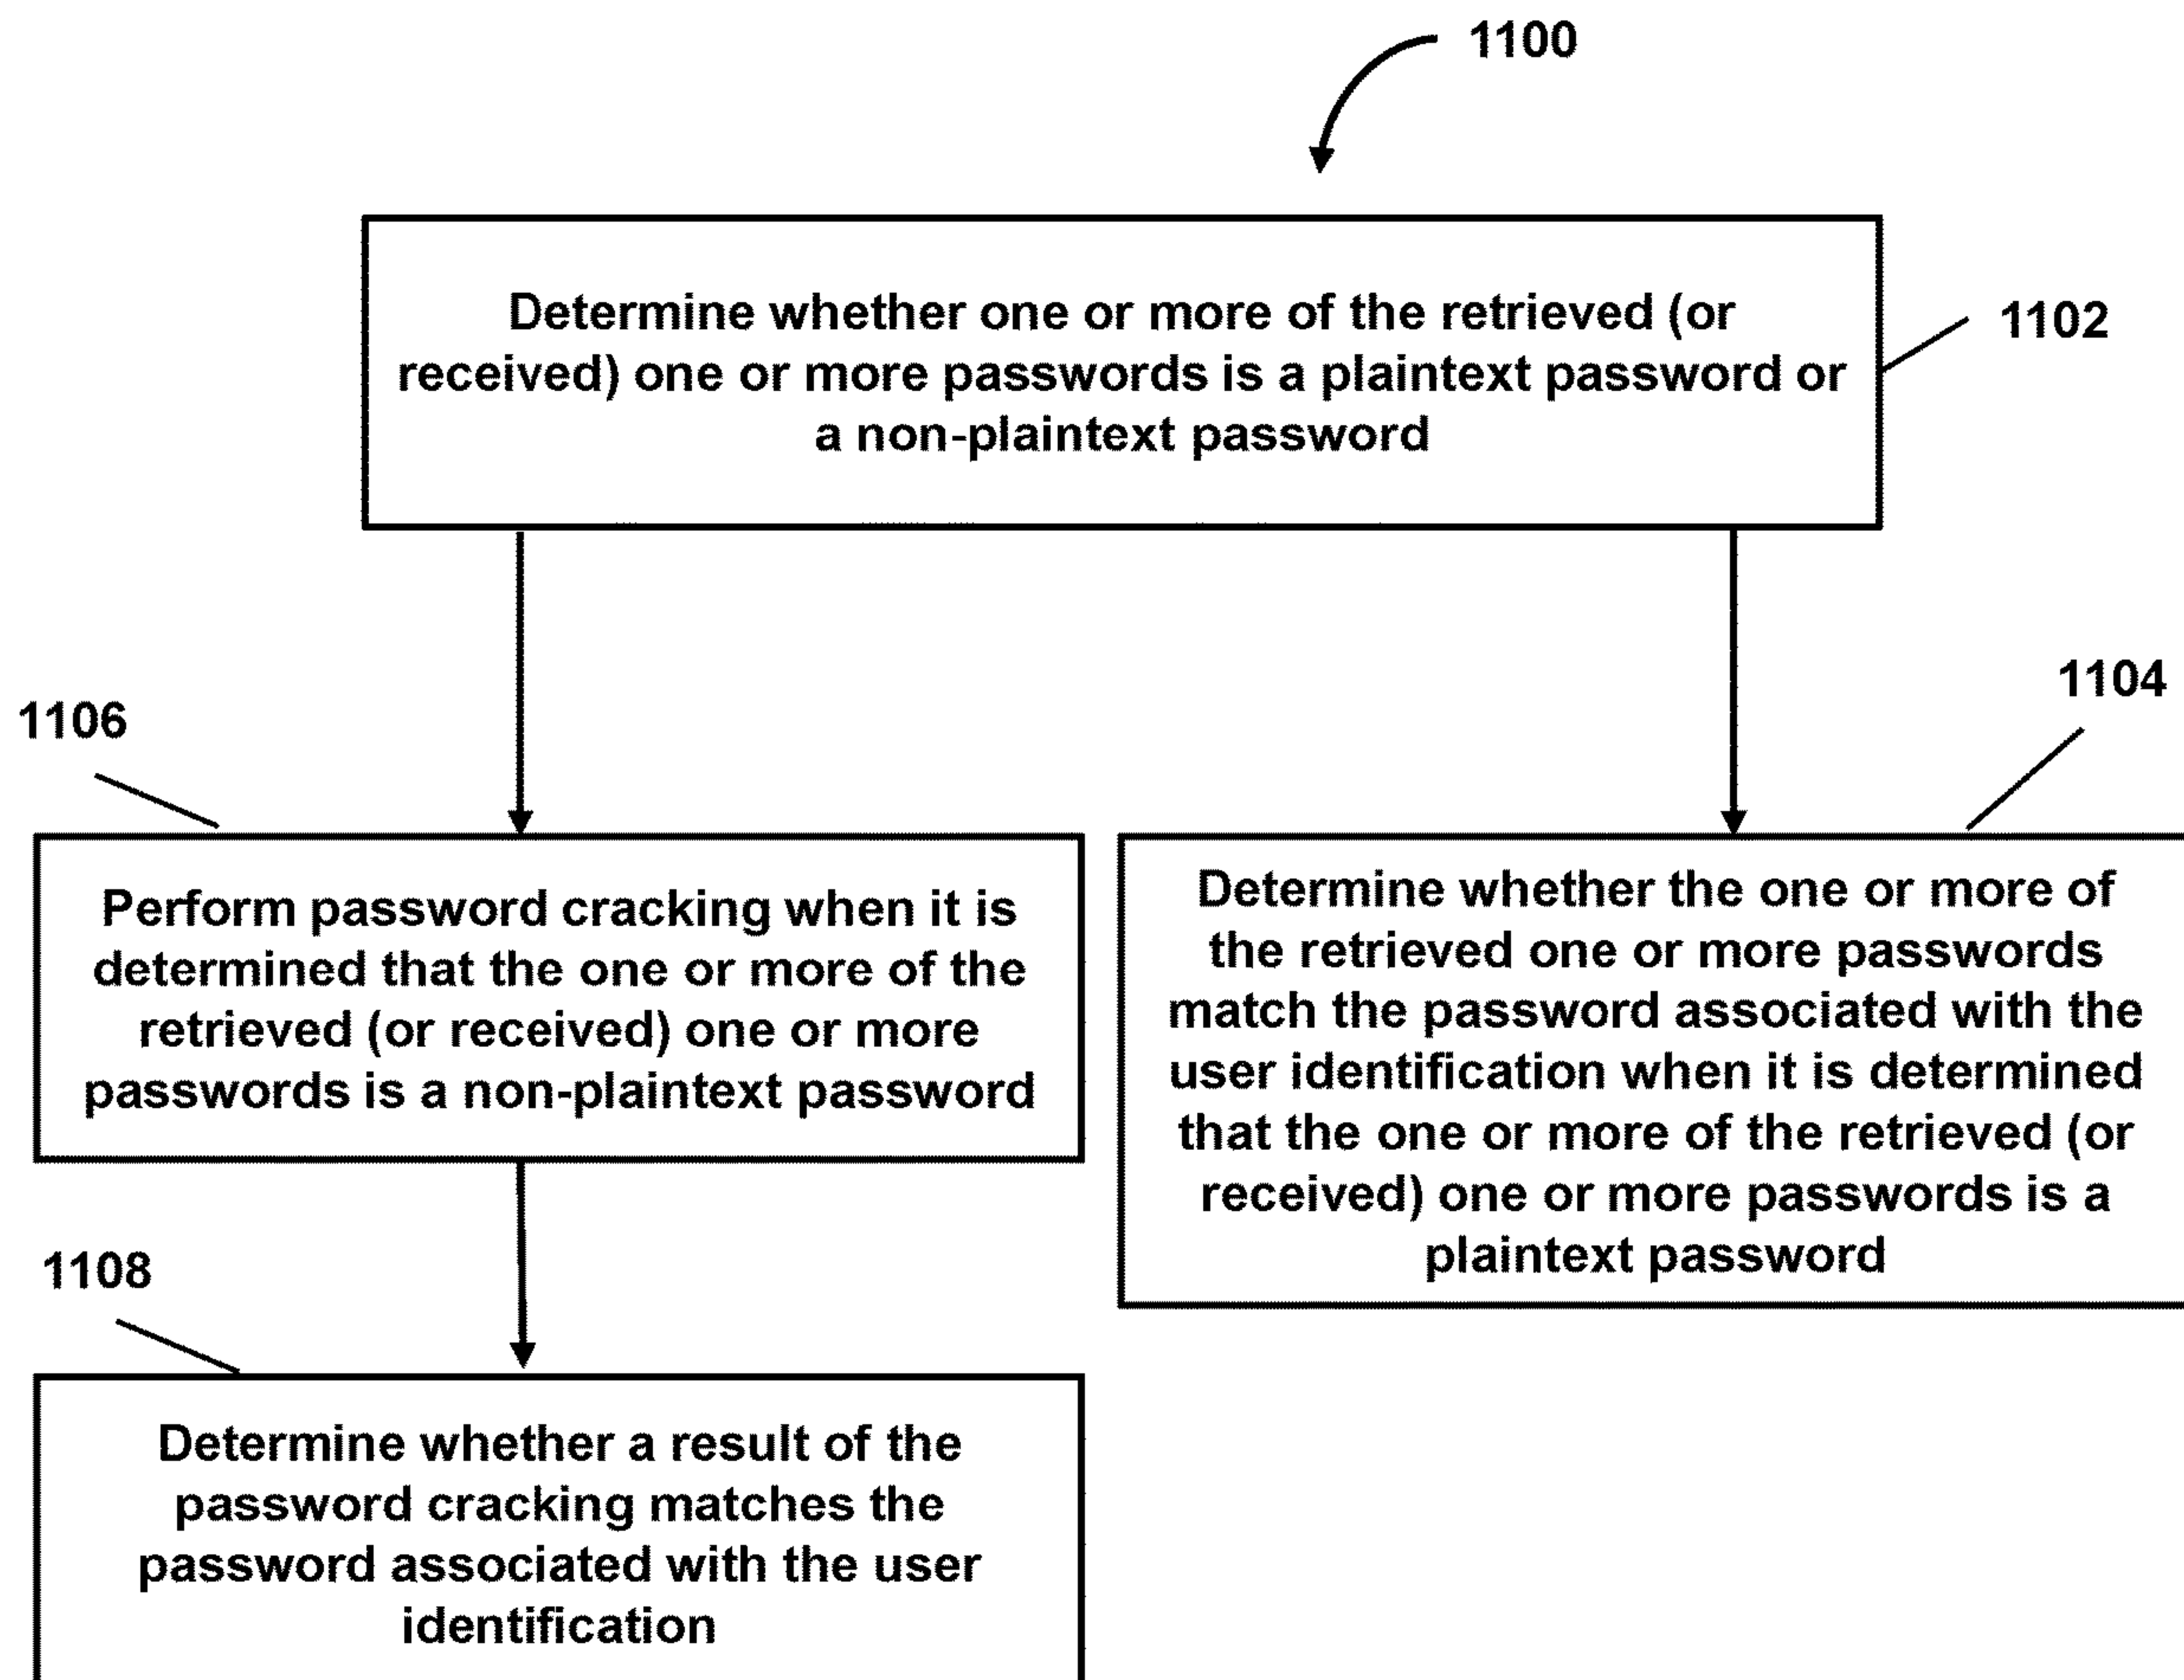 1100
Determine whether one or more of the retrieved (or
received) one or more passwords is a plaintext password or
a non-plaintext password
1102
1106
Perform password cracking when it is
determined that the one or more of the
retrieved (or received) one or more
passwords is a non-plaintext password
1104
Determine whether the one or more of
the retrieved one or more passwords
match the password associated with the
user identification when it is determined
that the one or more of the retrieved (or
received) one or more passwords is a
plaintext password
1108
Determine whether a result of the
password cracking matches the
password associated with the user
identification